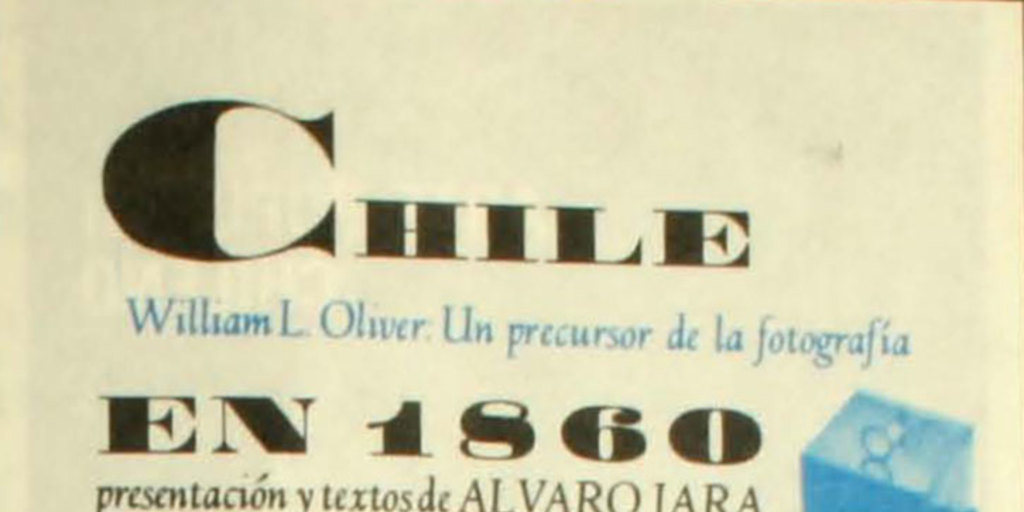 CHILE
William L. Oliver: Un precursor de la fotografía
EN 1860
presentación y textos de ALVARO JARA